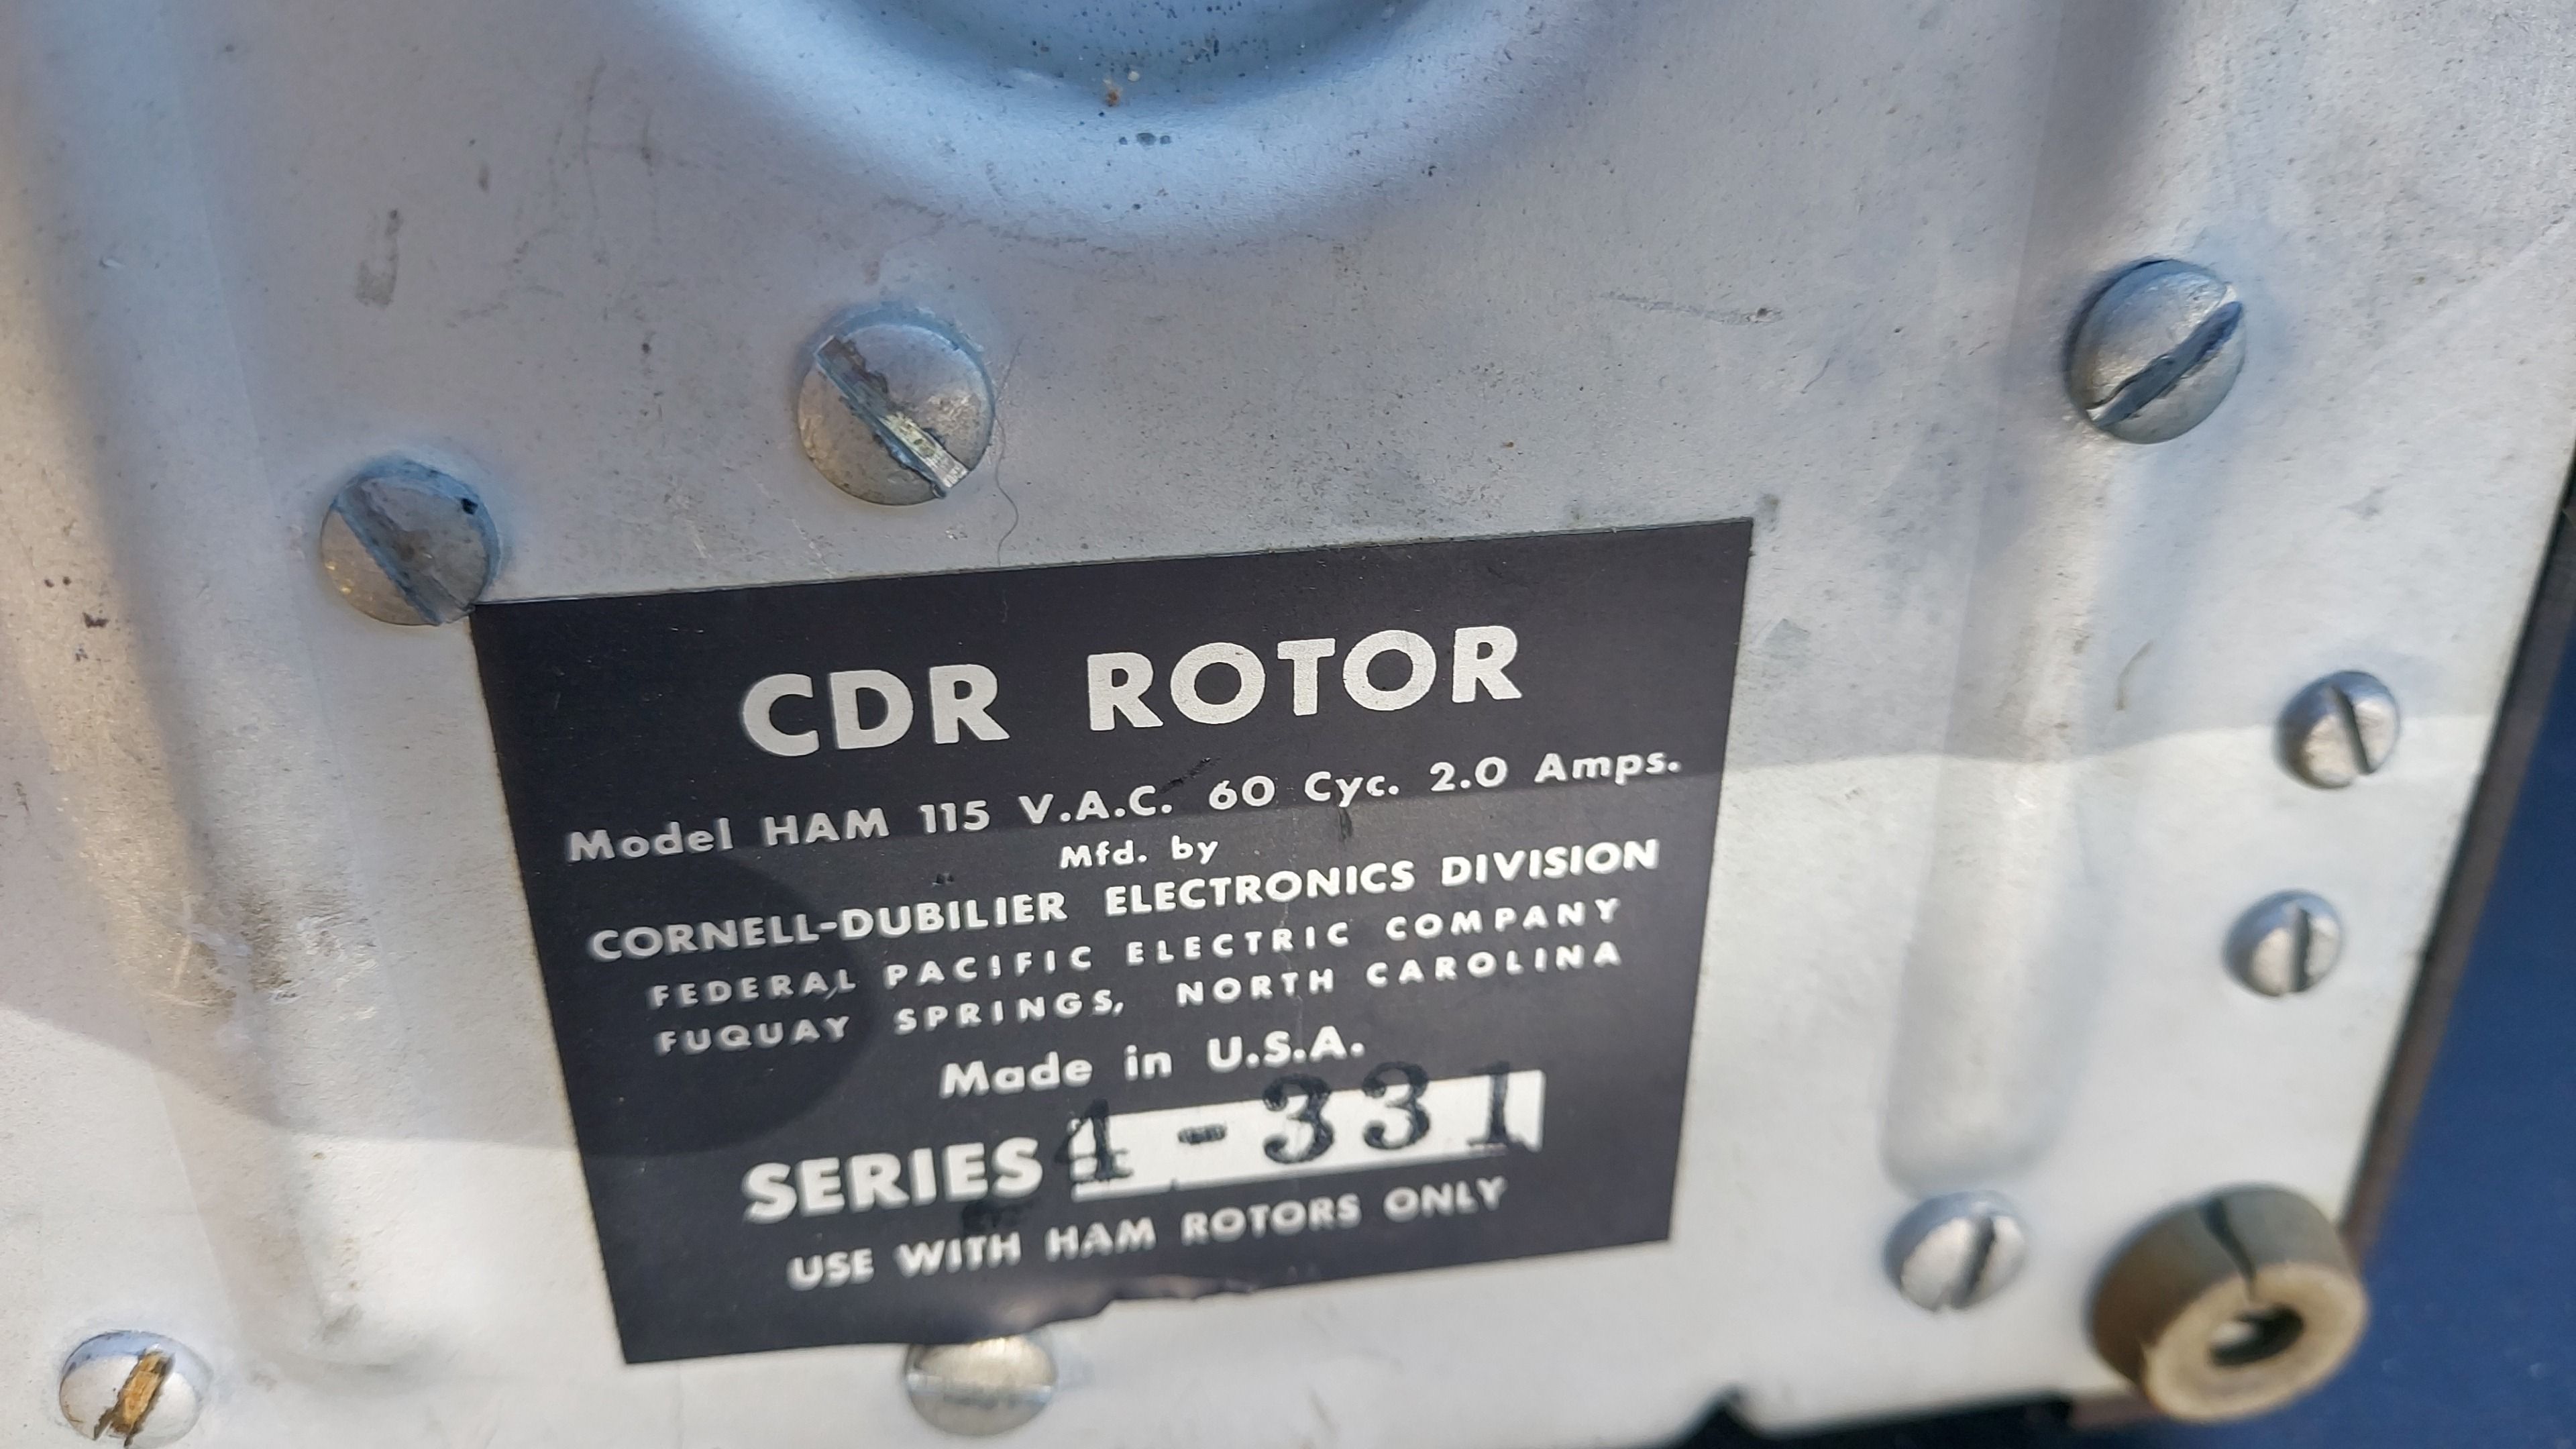 CDR ROTOR
Model HAM 115 V.A.C. 60 Cyc. 2.0 Amps.
Mfd. by
CORNELL-DUBILIER ELECTRONICS DIVISION
FEDERAL PACIFIC ELECTRIC COMPANY
FUQUAY SPRINGS, NORTH CAROLINA
Made in U.S.A.
SERIES 4-331
USE WITH HAM ROTORS ONLY